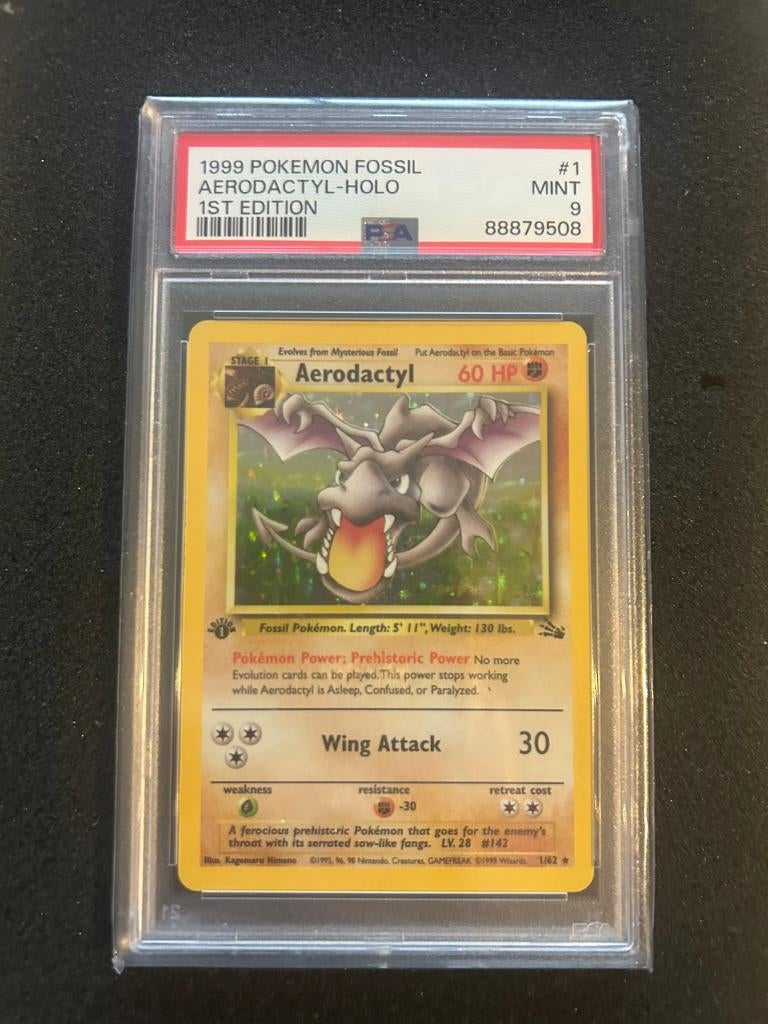 1999 POKEMON FOSSIL #1
AERODACTYL-HOLO MINT
1ST EDITION 9
PSA 88879508
Evolves from Mysterious Fossil Put Aerodactyl on the Basic Pokémon
STAGE 1
Aerodactyl 60 HP
EDITION
1
Fossil Pokémon. Length: 5' 11", Weight: 130 lbs.
Pokémon Power: Prehistoric Power No more
Evolution cards can be played. This power stops working
while Aerodactyl is Asleep, Confused, or Paralyzed.
Wing Attack 30
weakness resistance retreat cost
-30
A ferocious prehistoric Pokémon that goes for the enemy's
throat with its serrated saw-like fangs. LV. 28 #142
Illus. Kagemaru Himeno ©1995, 96, 98 Nintendo, Creatures, GAMEFREAK. ©1999 Wizards. 1/62 ★